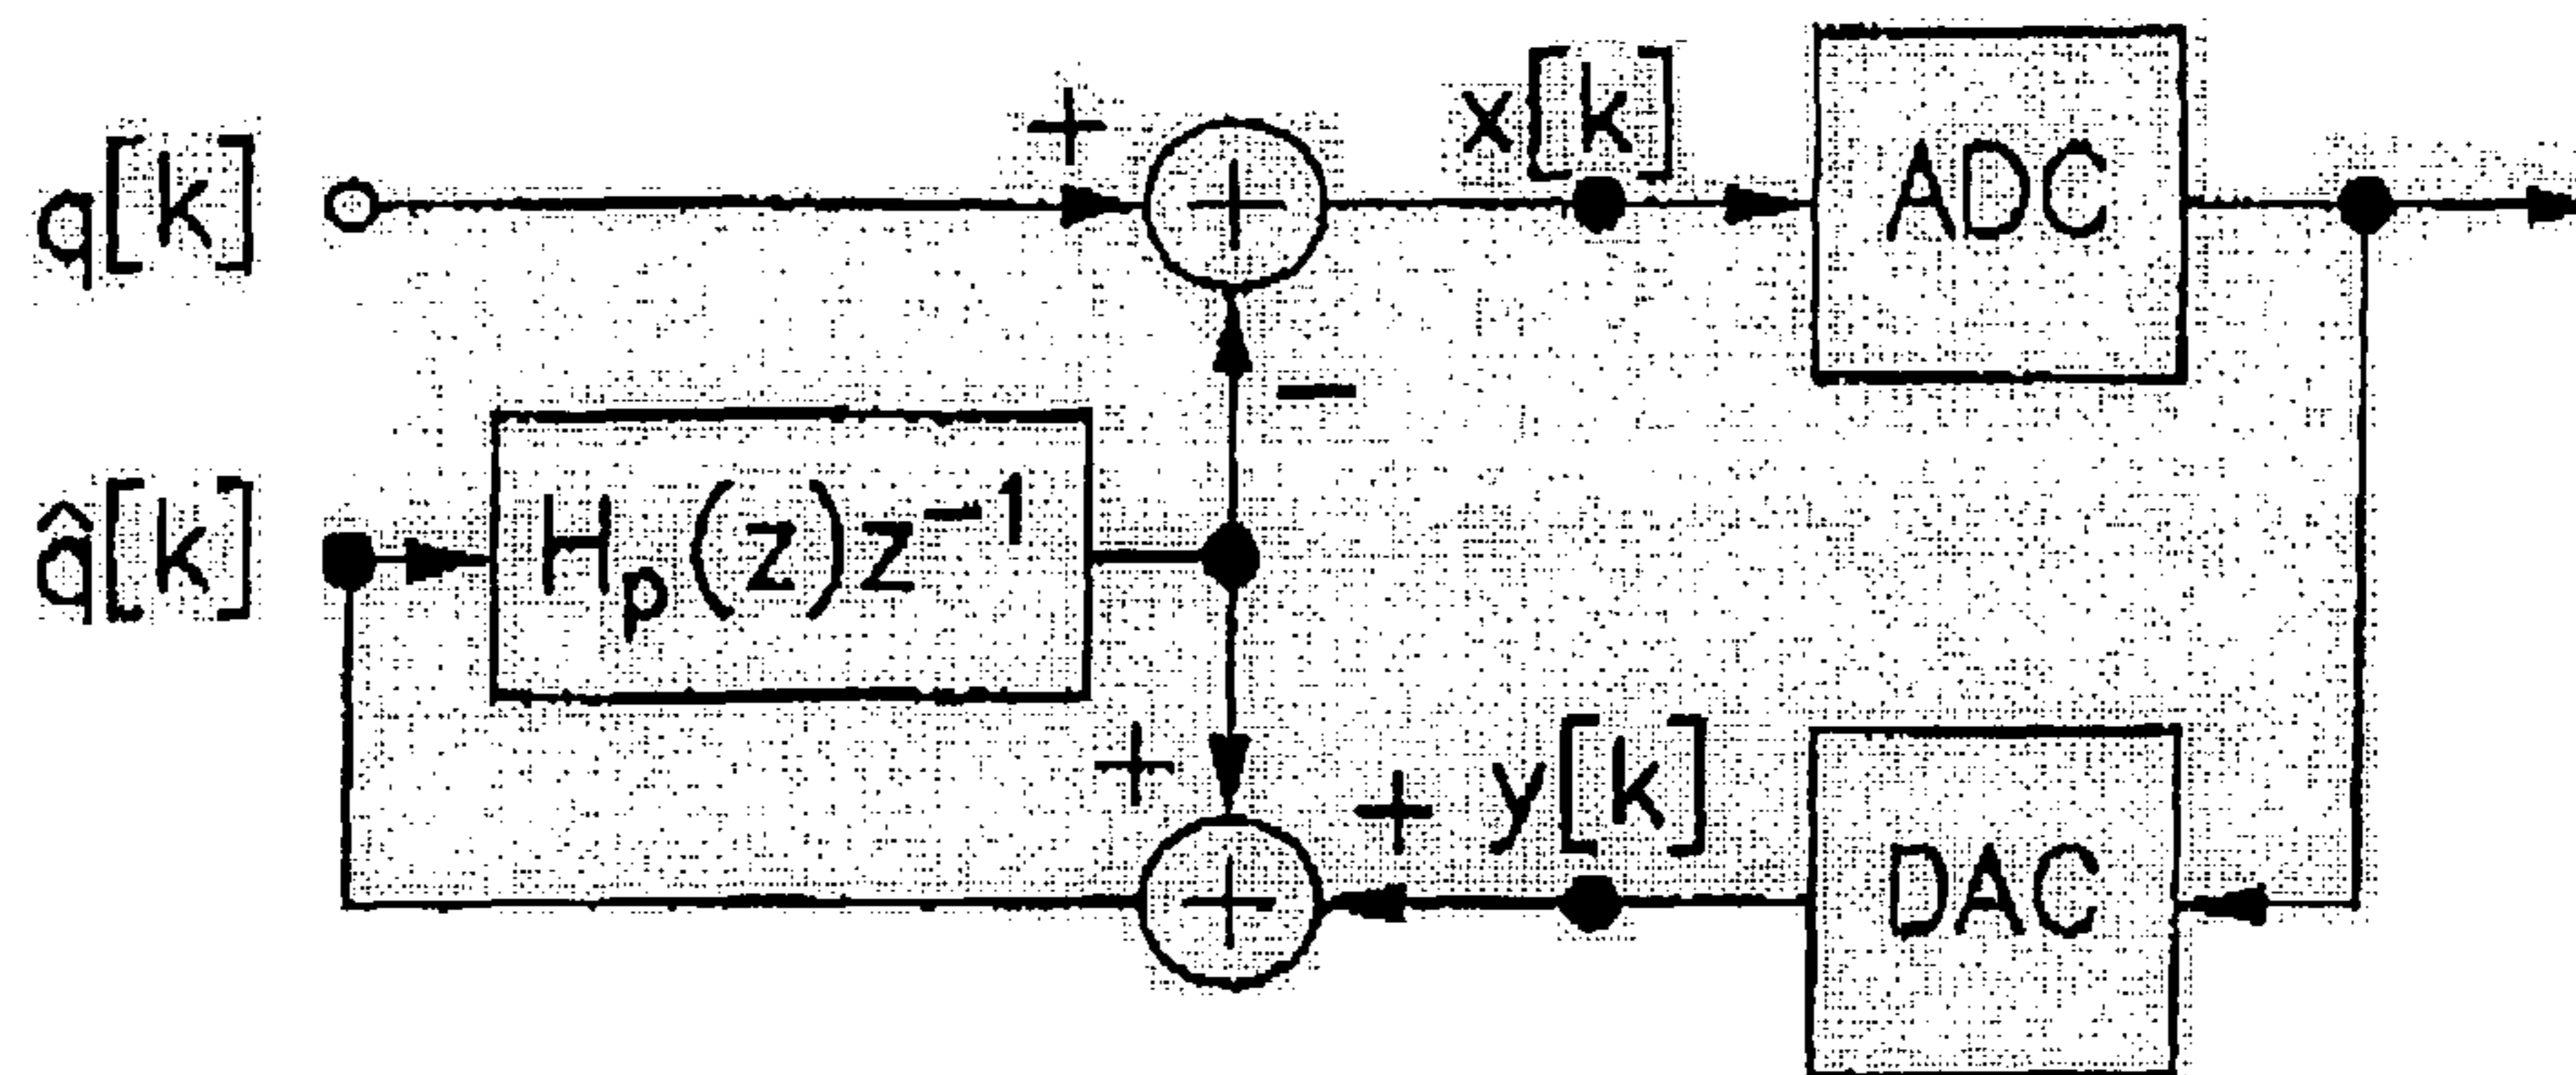 q[k]
+
x[k]
ADC
−
q̂[k]
H_p(z)z⁻¹
+
+
y[k]
DAC